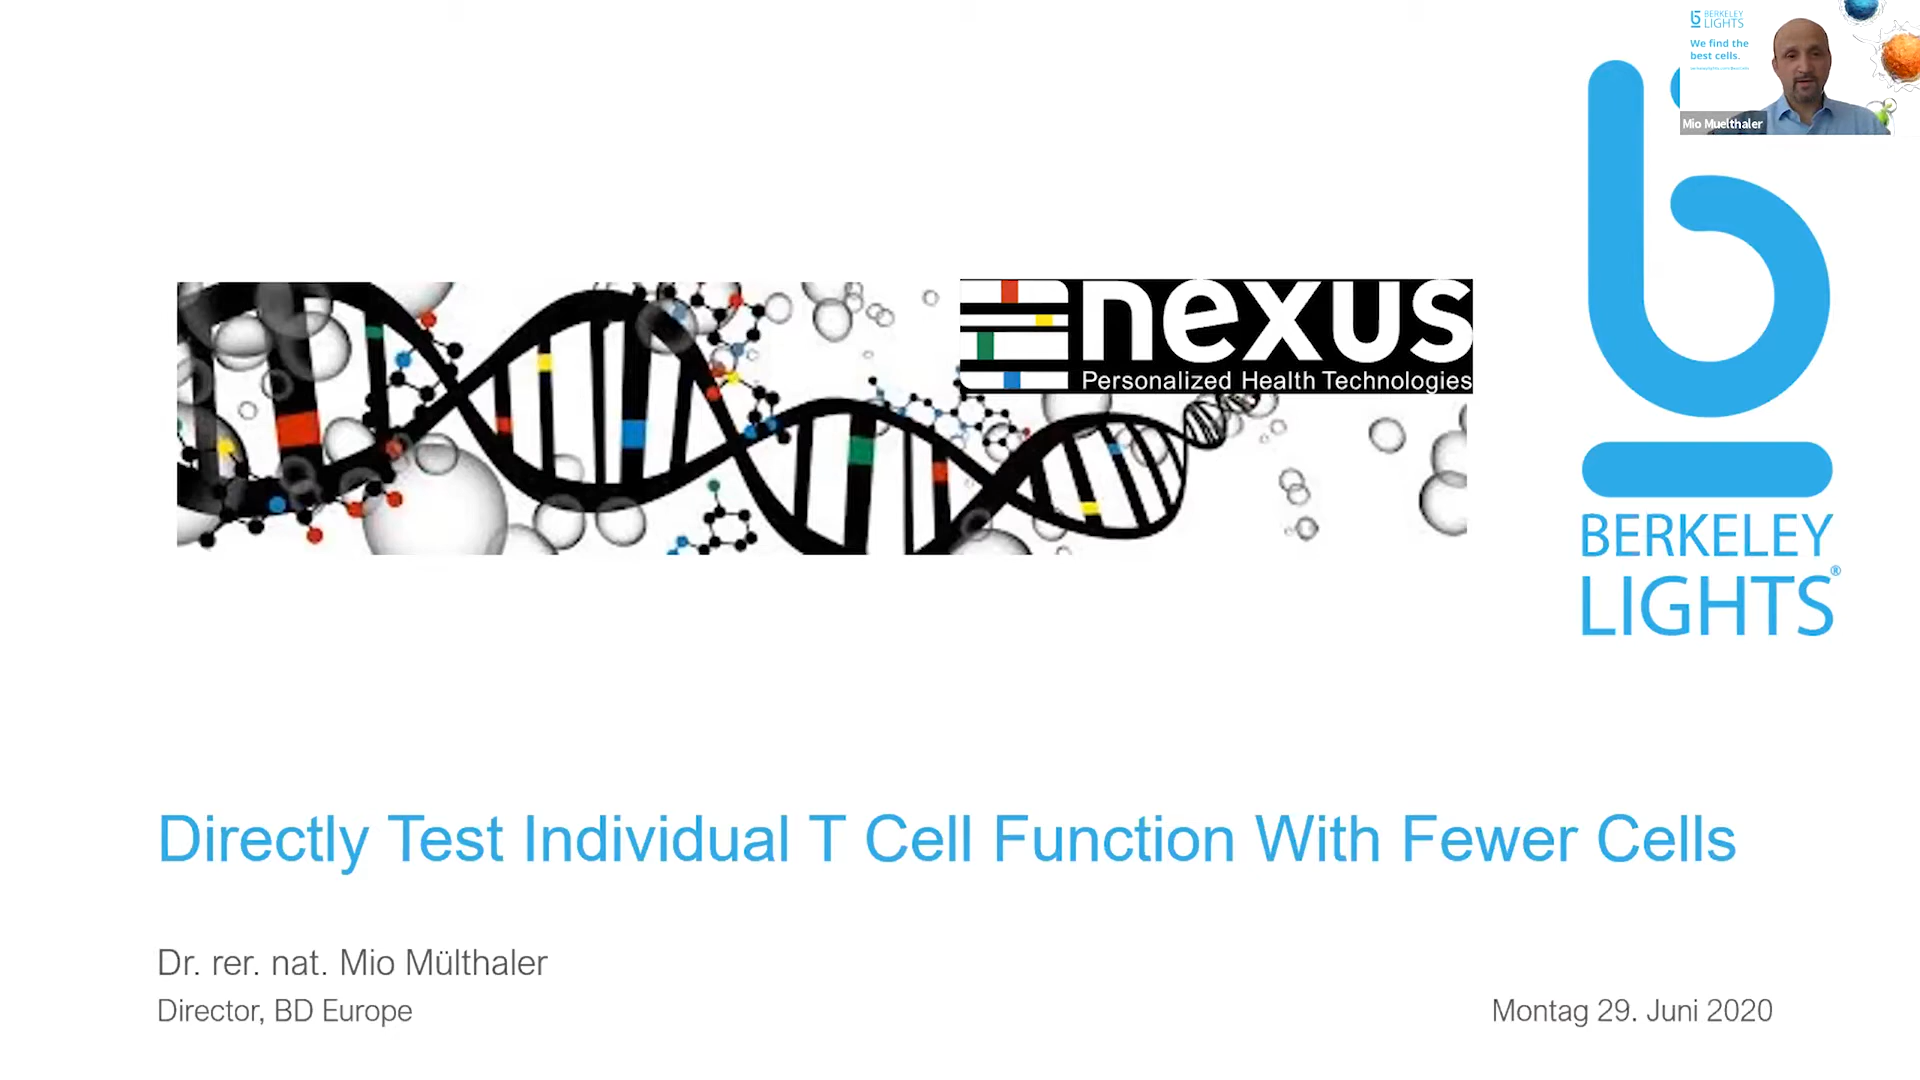 BERKELEY
LIGHTS
We find the
best cells.
Mio Muelthaler
nexus
Personalized Health Technologies
BERKELEY
LIGHTS®
Directly Test Individual T Cell Function With Fewer Cells
Dr. rer. nat. Mio Mülthaler
Director, BD Europe
Montag 29. Juni 2020